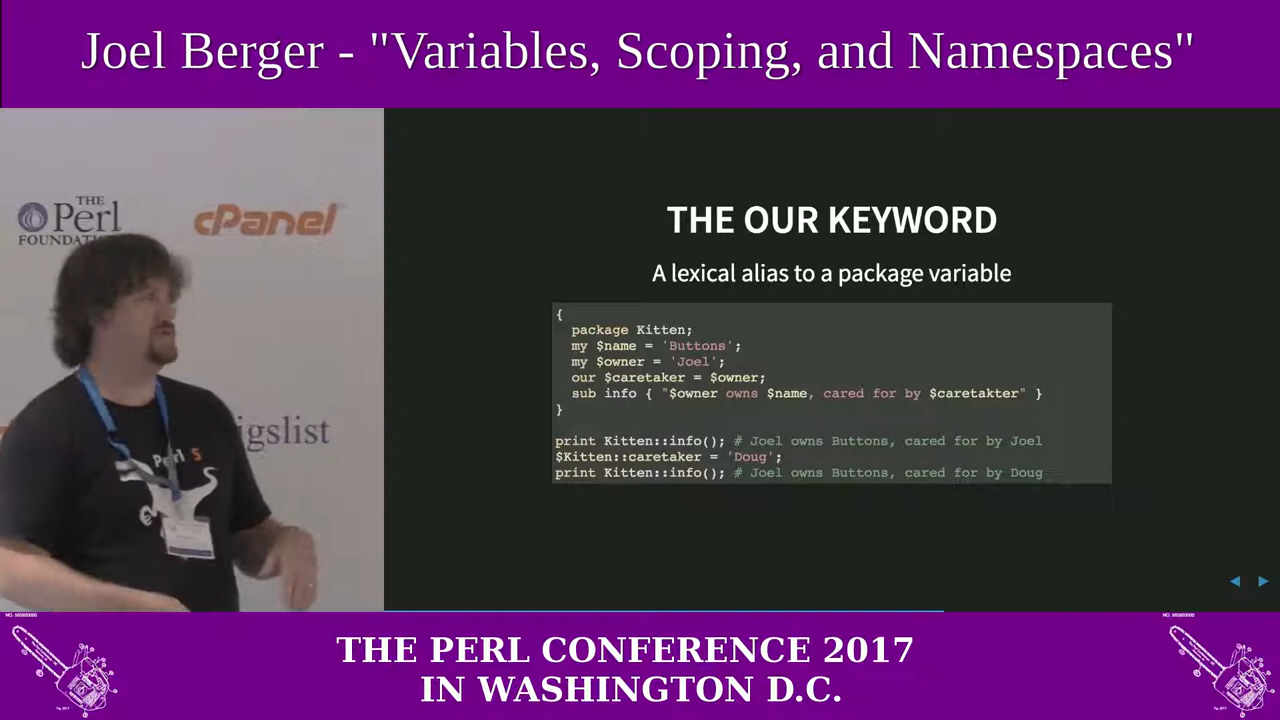 Joel Berger - "Variables, Scoping, and Namespaces"
THE
Perl
FOUNDATI
cPanel
igslist
Perl 5
THE OUR KEYWORD
A lexical alias to a package variable
{
package Kitten;
my $name = 'Buttons';
my $owner = 'Joel';
our $caretaker = $owner;
sub info { "$owner owns $name, cared for by $caretakter" }
}
print Kitten::info(); # Joel owns Buttons, cared for by Joel
$Kitten::caretaker = 'Doug';
print Kitten::info(); # Joel owns Buttons, cared for by Doug
THE PERL CONFERENCE 2017
IN WASHINGTON D.C.